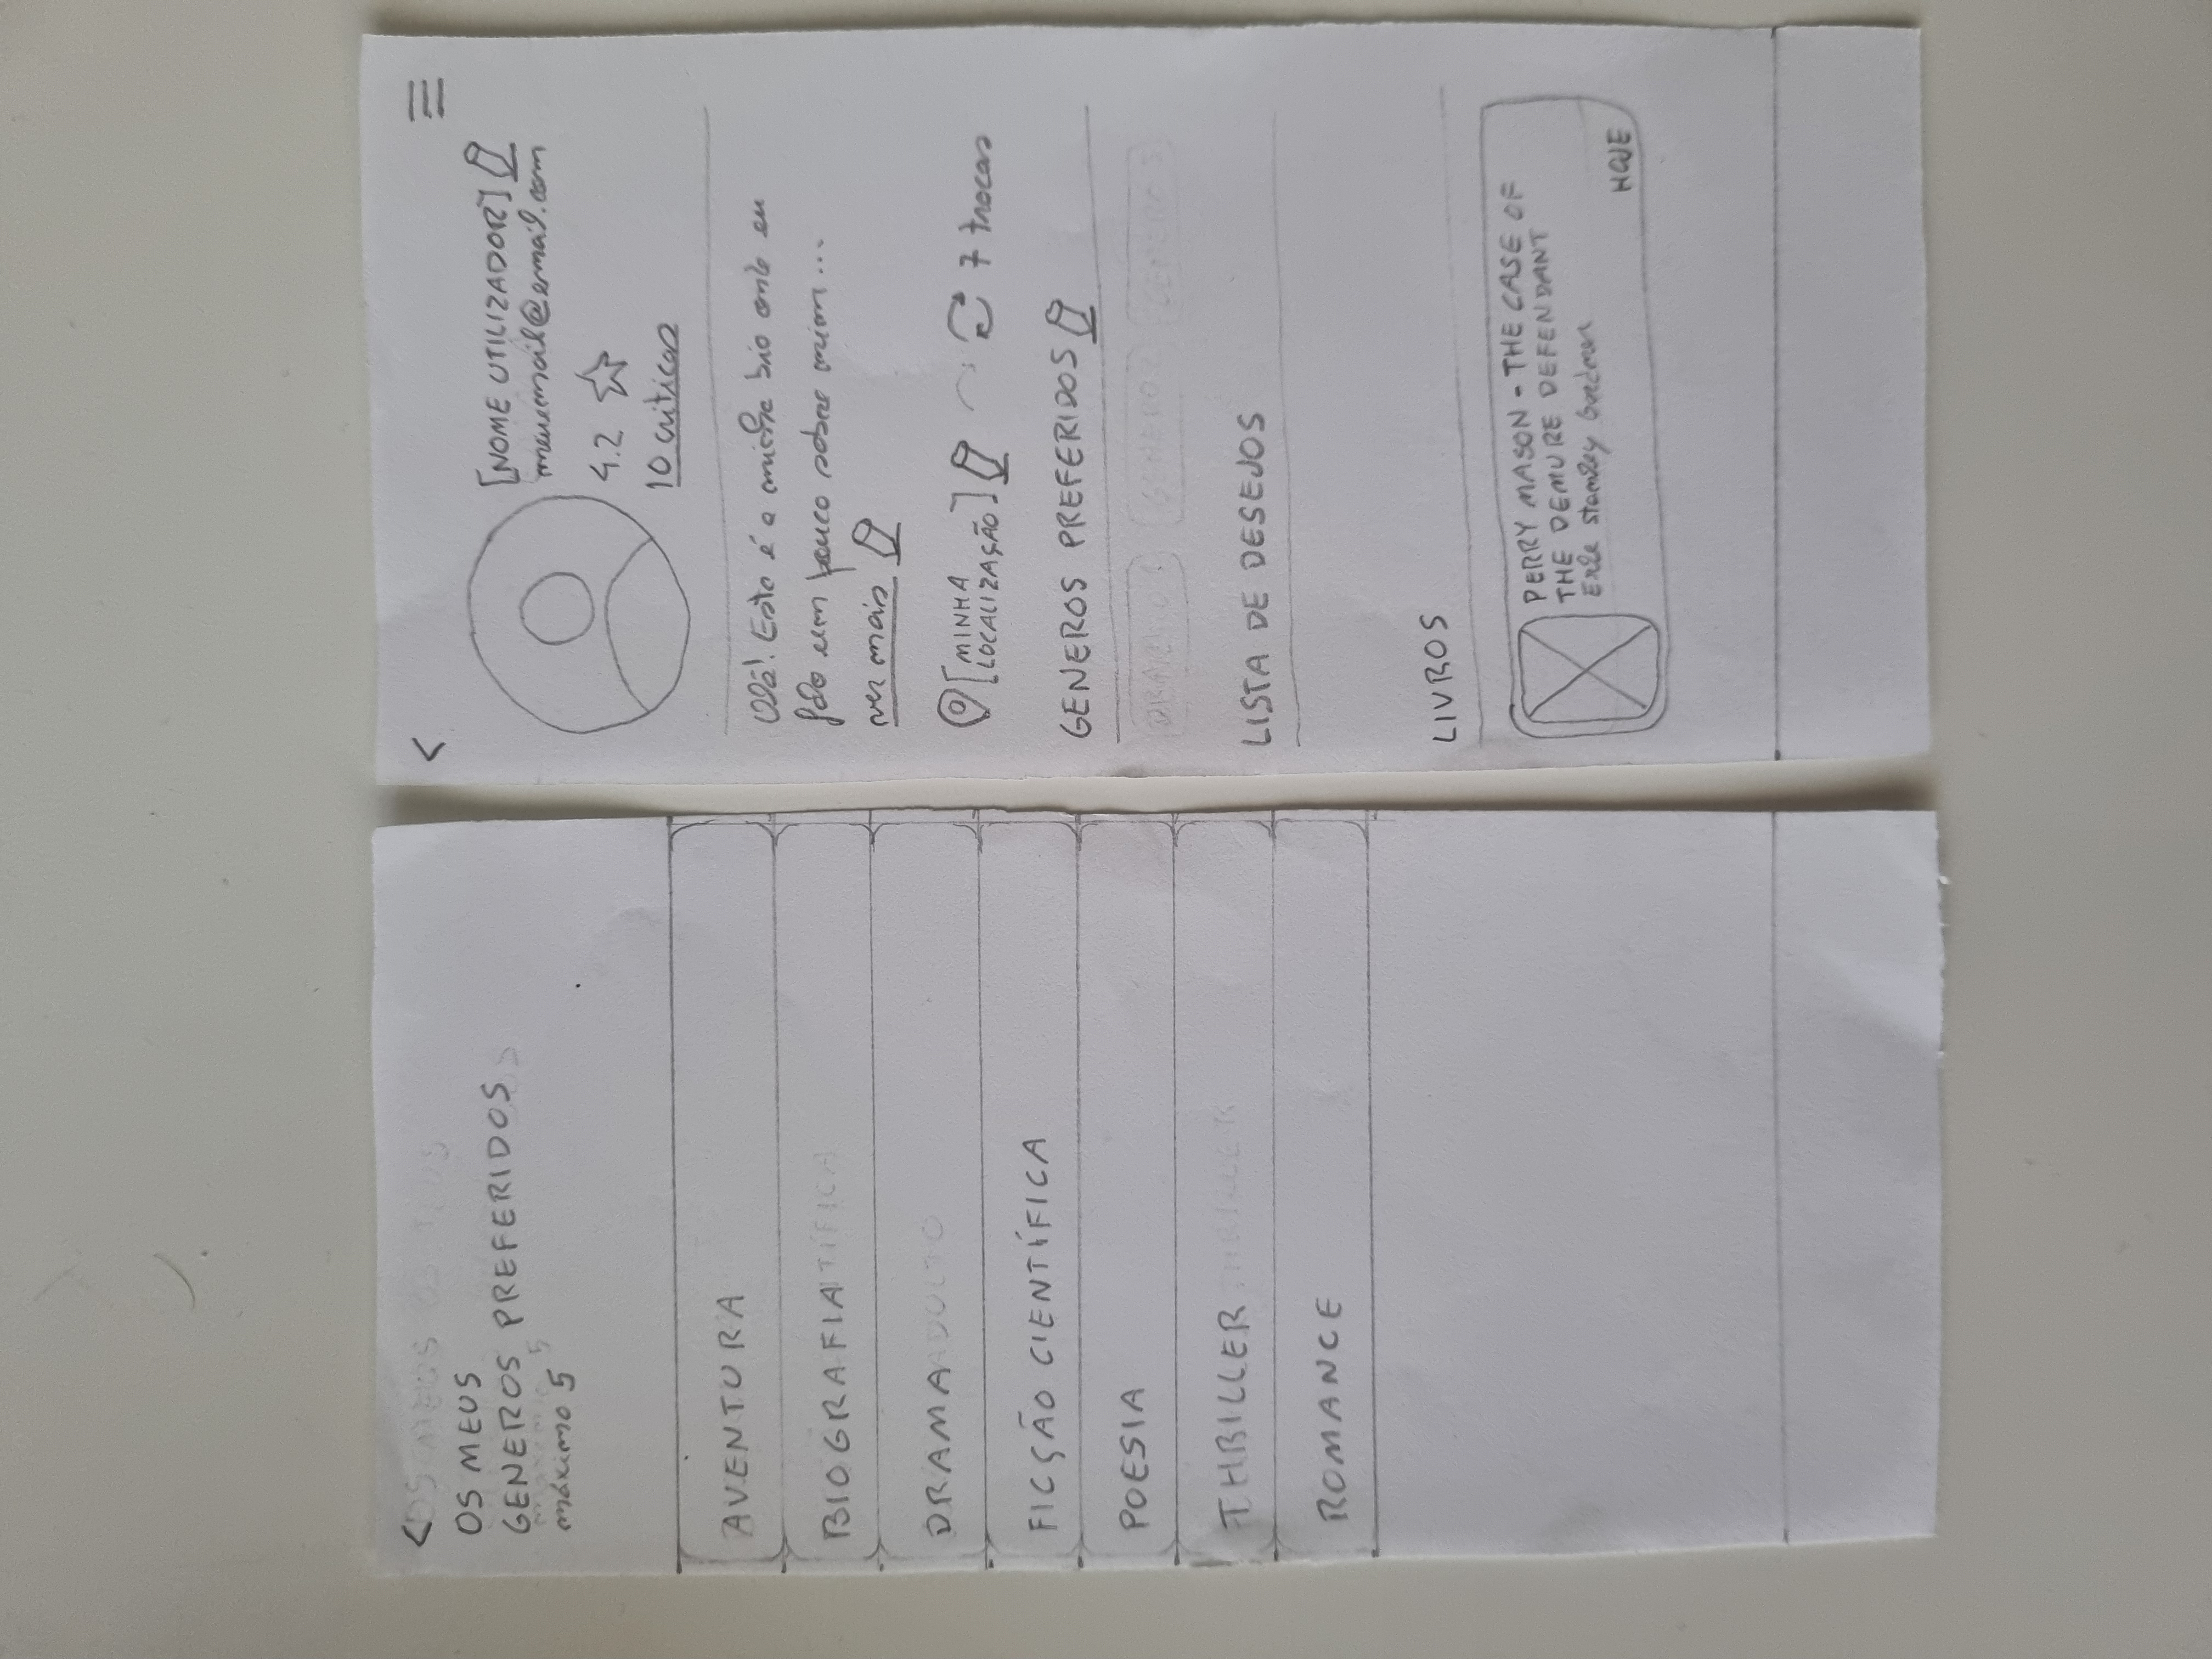 <
OS MEUS
GENEROS PREFERIDOS
máximo 5
AVENTURA
BIOGRAFIA
DRAMA
FICÇÃO CIENTÍFICA
POESIA
THRILLER
ROMANCE
<
[NOME UTILIZADOR]
meuemail@email.com
4.2
10 criticas
Olá! Esta é a minha bio onde eu
falo um pouco sobre mim...
ver mais
[MINHA
LOCALIZAÇÃO]
7 trocas
GENEROS PREFERIDOS
LISTA DE DESEJOS
LIVROS
PERRY MASON - THE CASE OF
THE DEMURE DEFENDANT
Erle Stanley Gardner
HOJE